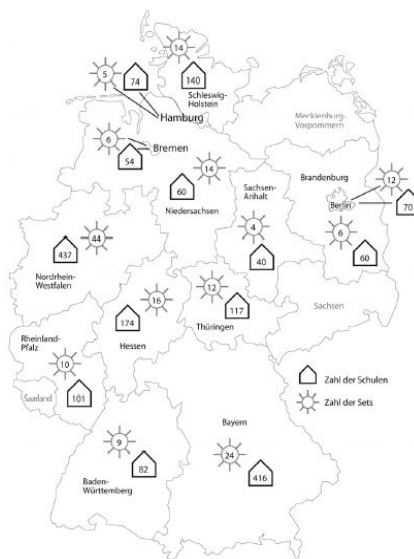 14
5
74
140
Schleswig-
Holstein
Hamburg
Mecklenburg-
Vorpommern
6
Bremen
54
14
60
Niedersachsen
Sachsen-
Anhalt
Brandenburg
12
Berlin
70
4
6
60
40
44
437
Nordrhein-
Westfalen
16
174
Hessen
12
117
Thüringen
Sachsen
Rheinland-
Pfalz
10
Saarland
101
Zahl der Schulen
Zahl der Sets
9
82
Baden-
Württemberg
Bayern
24
416